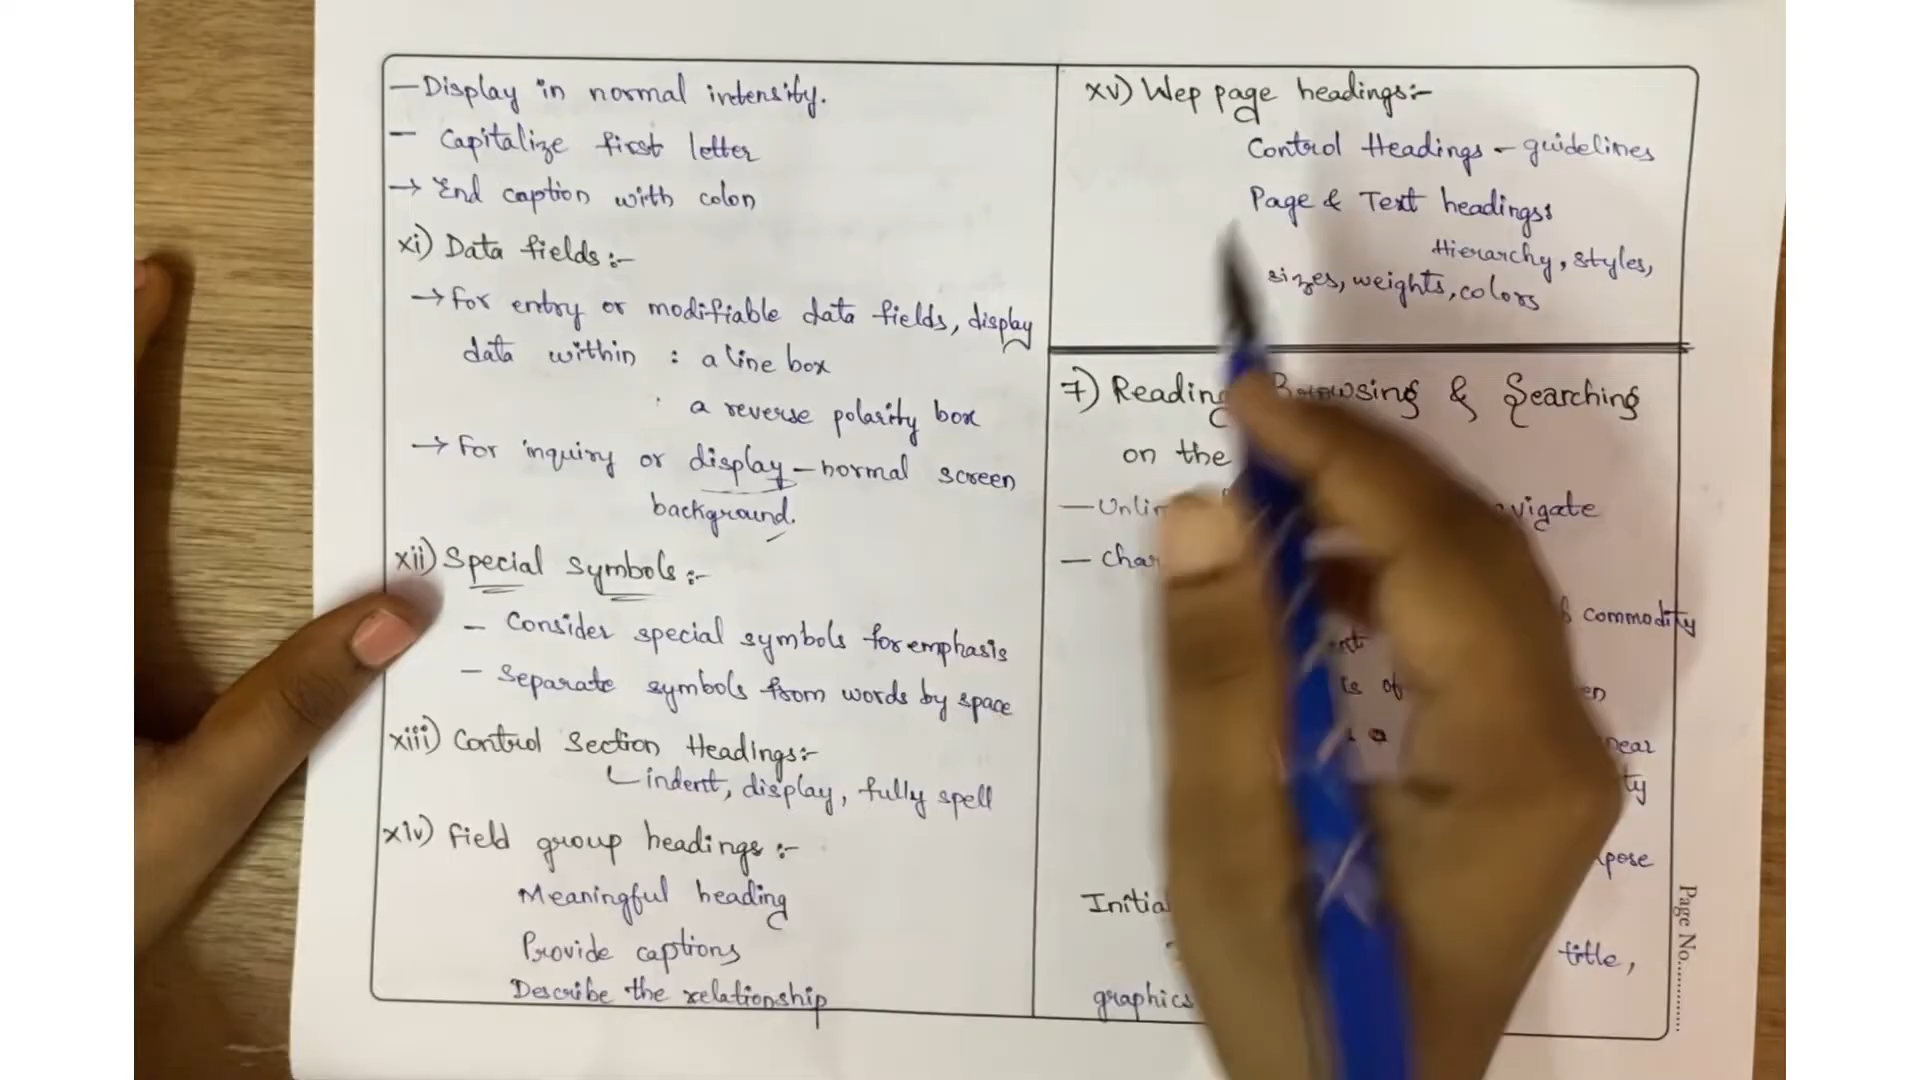 — Display in normal intensity.
— Capitalize first letter
→ End caption with colon
xi) Data fields :-
→ For entry or modifiable data fields, display
data within : a line box
: a reverse polarity box
→ For inquiry or display – normal screen
background.
xii) Special symbols :-
– Consider special symbols for emphasis
– Separate symbols from words by space
xiii) Control Section Headings:-
indent, display, fully spell
xiv) Field group headings :-
Meaningful heading
Provide captions
Describe the relationship
xv) Wep page headings:-
Control Headings – guidelines
Page & Text headings:
Hierarchy, styles,
sizes, weights, colors
7) Reading Browsing & Searching
on the
—
—
commodity
is of
title,
graphics
Page No..............